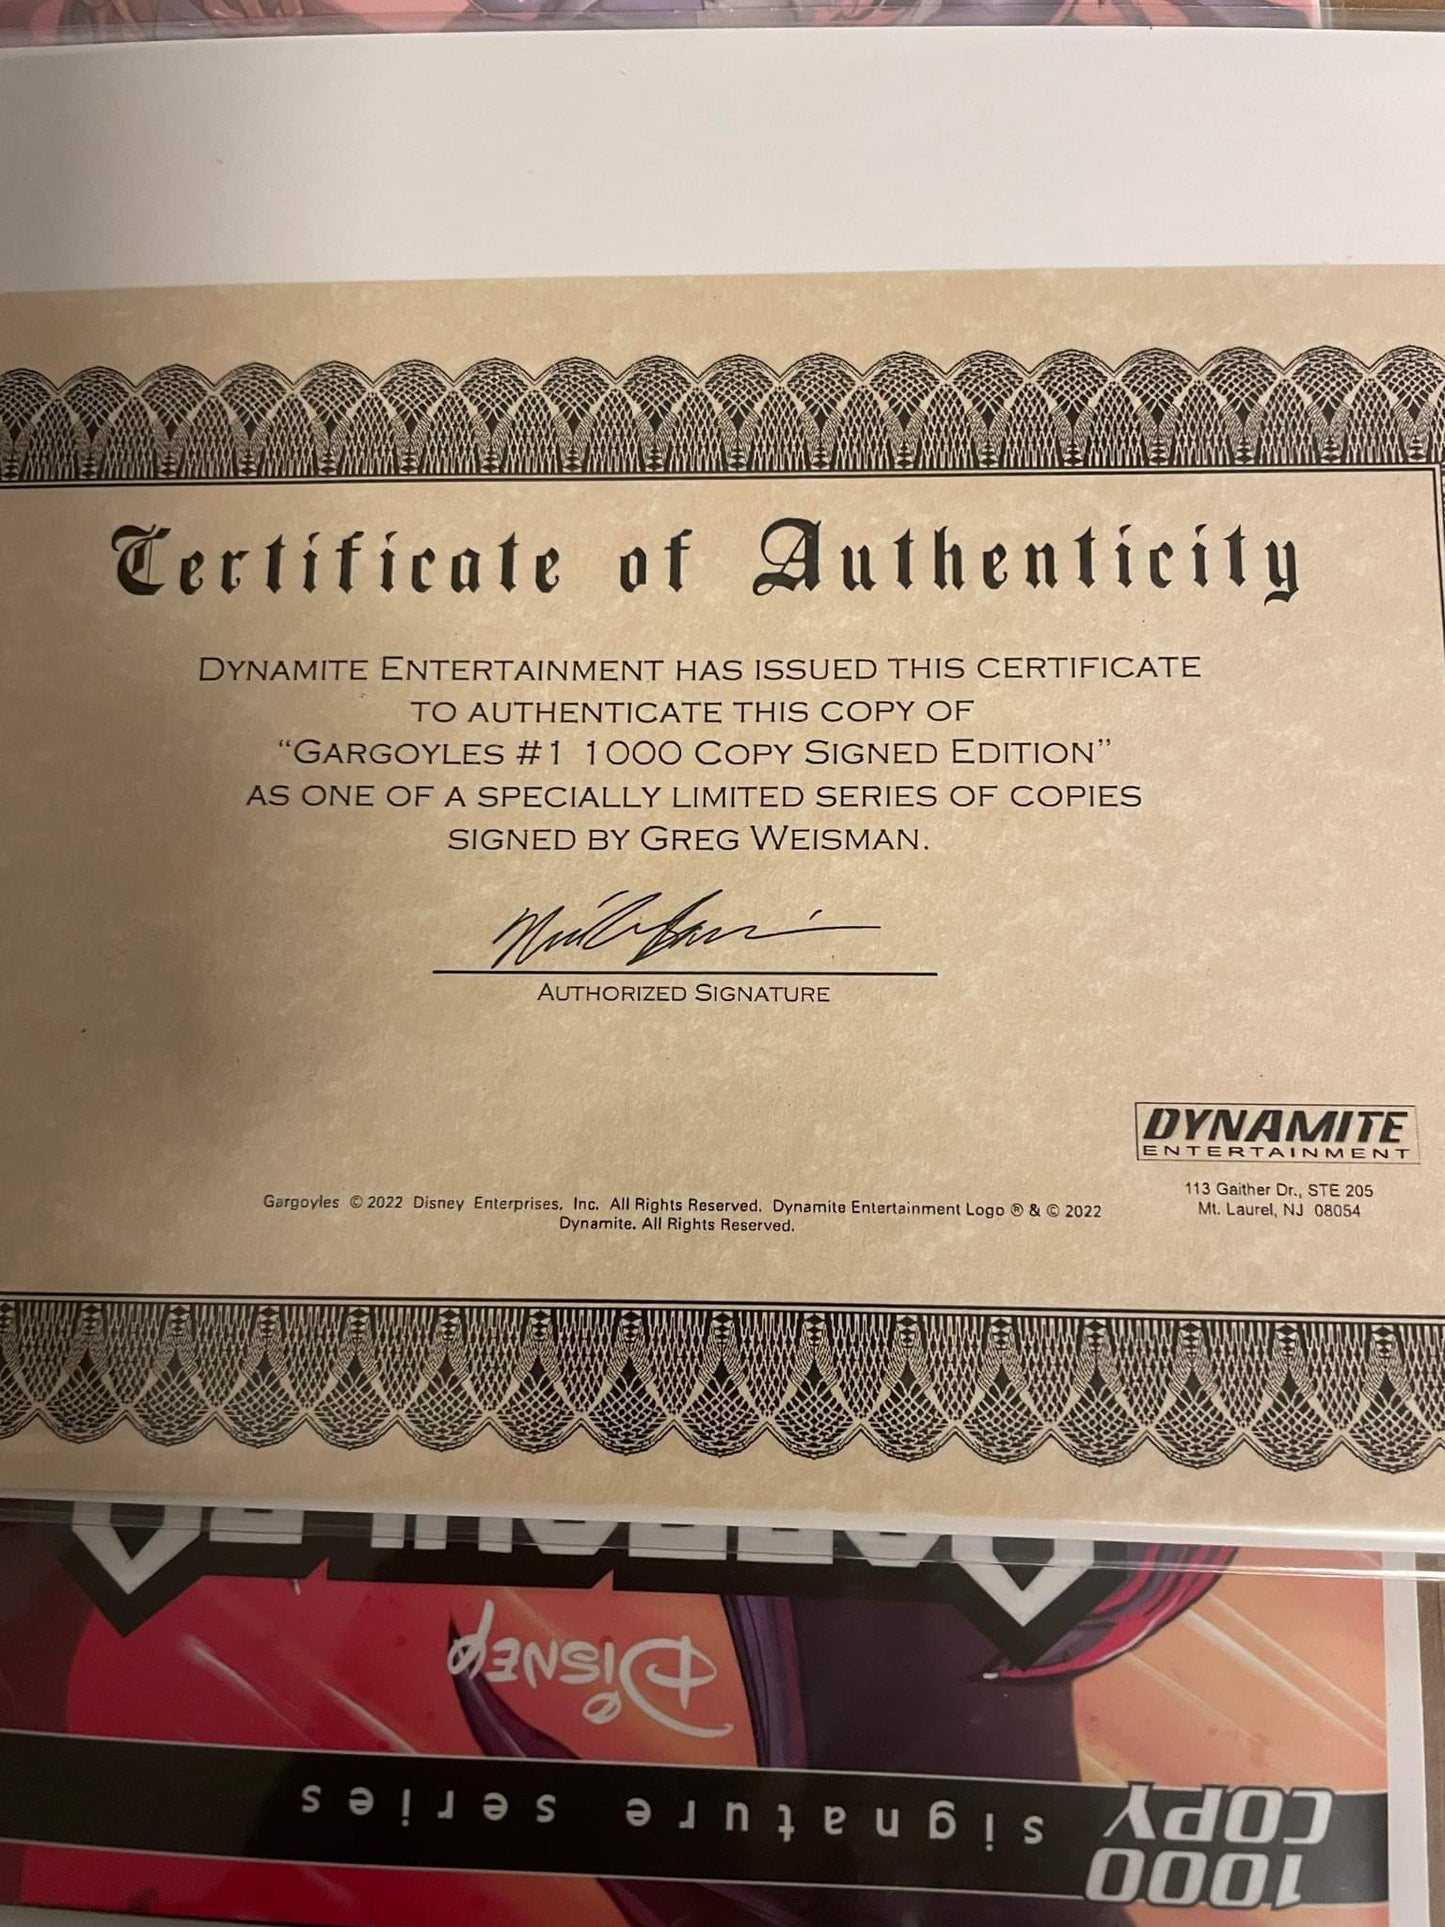 Certificate of Authenticity
DYNAMITE ENTERTAINMENT HAS ISSUED THIS CERTIFICATE
TO AUTHENTICATE THIS COPY OF
“GARGOYLES #1 1000 COPY SIGNED EDITION”
AS ONE OF A SPECIALLY LIMITED SERIES OF COPIES
SIGNED BY GREG WEISMAN.
AUTHORIZED SIGNATURE
DYNAMITE
ENTERTAINMENT
113 Gaither Dr., STE 205
Mt. Laurel, NJ 08054
Gargoyles © 2022 Disney Enterprises, Inc. All Rights Reserved. Dynamite Entertainment Logo ® & © 2022
Dynamite. All Rights Reserved.
DISNEY
1000
COPY
signature series